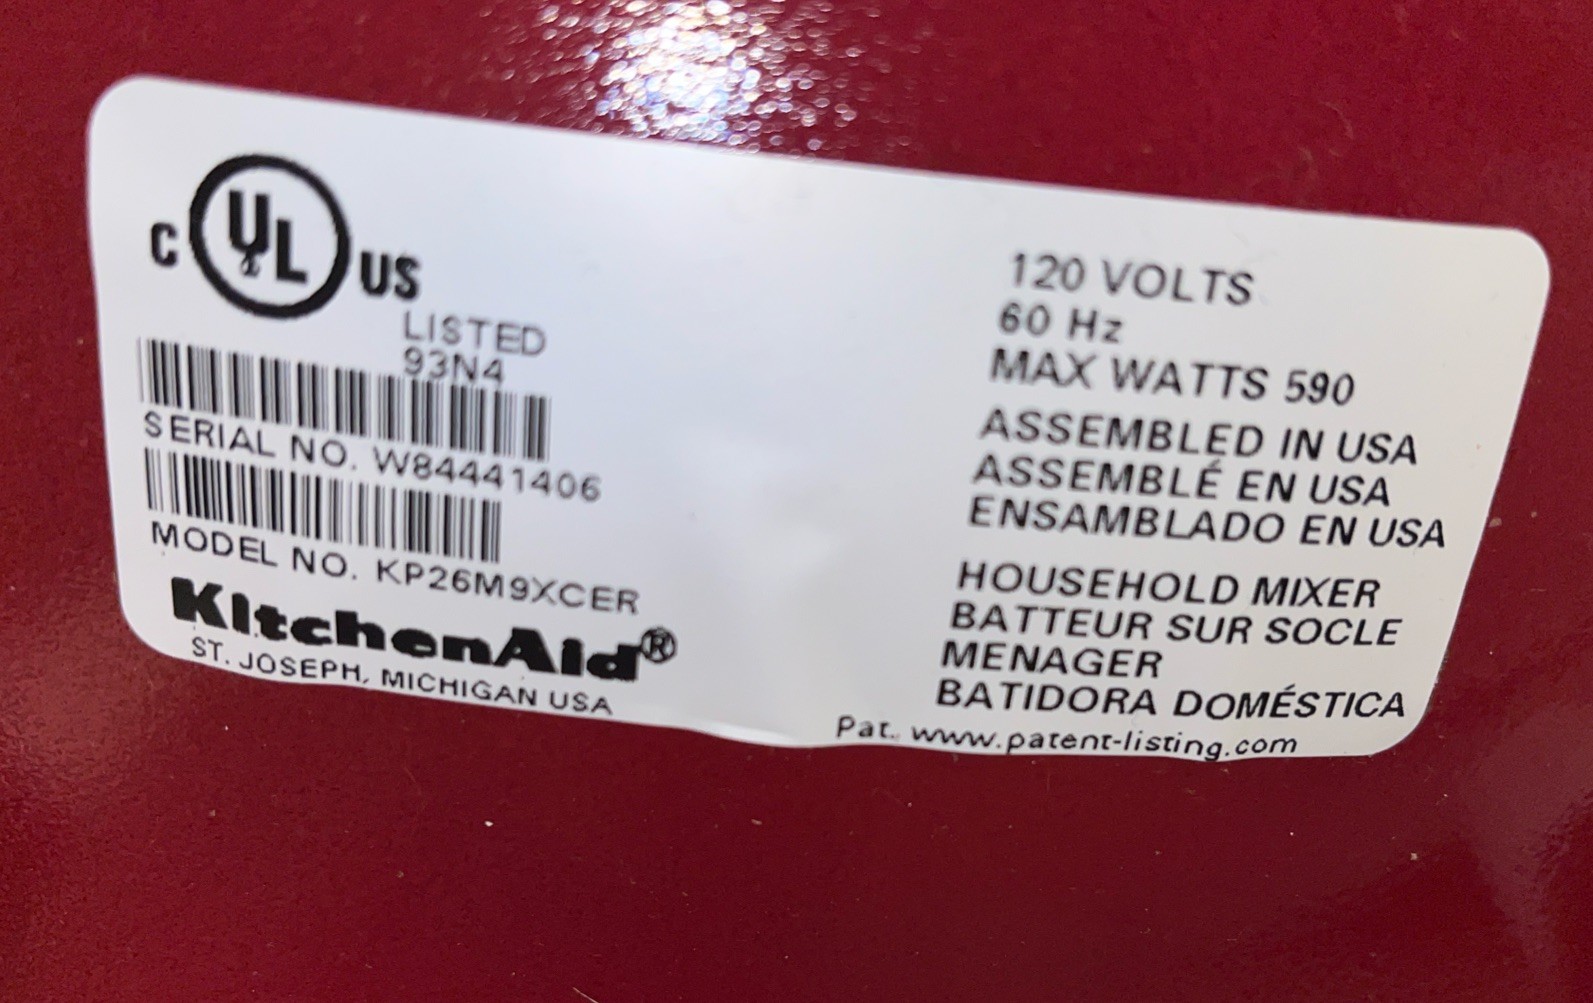 C UL US
LISTED
93N4
SERIAL NO. W84441406
MODEL NO. KP26M9XCER
KitchenAid®
ST. JOSEPH, MICHIGAN USA
120 VOLTS
60 Hz
MAX WATTS 590
ASSEMBLED IN USA
ASSEMBLÉ EN USA
ENSAMBLADO EN USA
HOUSEHOLD MIXER
BATTEUR SUR SOCLE
MENAGER
BATIDORA DOMÉSTICA
Pat. www.patent-listing.com